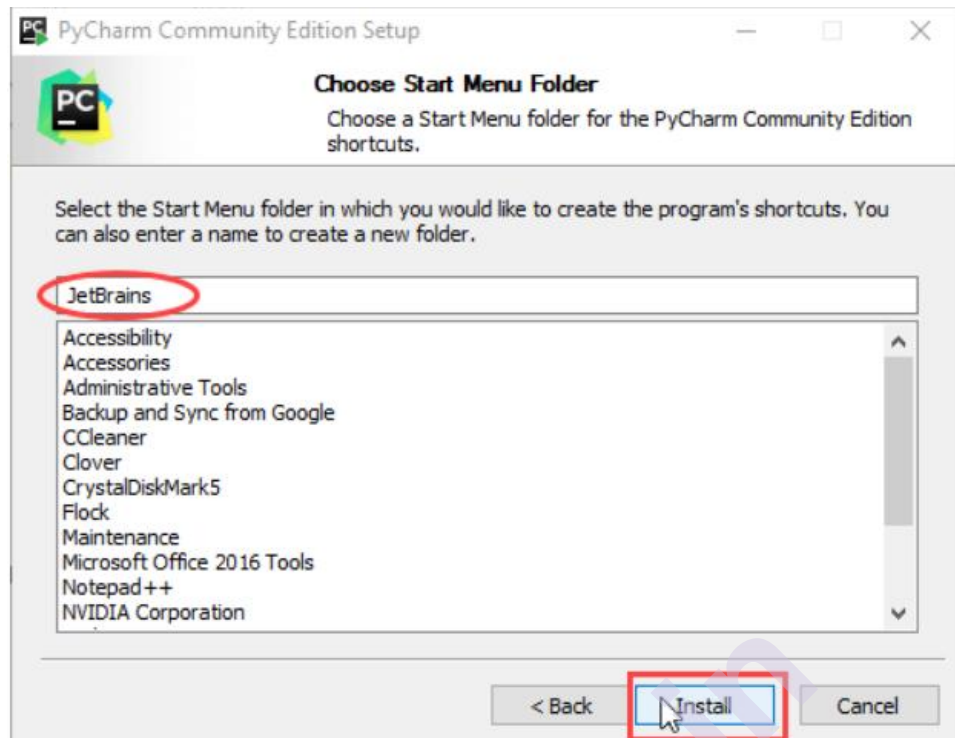 PyCharm Community Edition Setup
PC
Choose Start Menu Folder
Choose a Start Menu folder for the PyCharm Community Edition
shortcuts.
Select the Start Menu folder in which you would like to create the program's shortcuts. You
can also enter a name to create a new folder.
JetBrains
Accessibility
Accessories
Administrative Tools
Backup and Sync from Google
CCleaner
Clover
CrystalDiskMark5
Flock
Maintenance
Microsoft Office 2016 Tools
Notepad++
NVIDIA Corporation
< Back Install Cancel